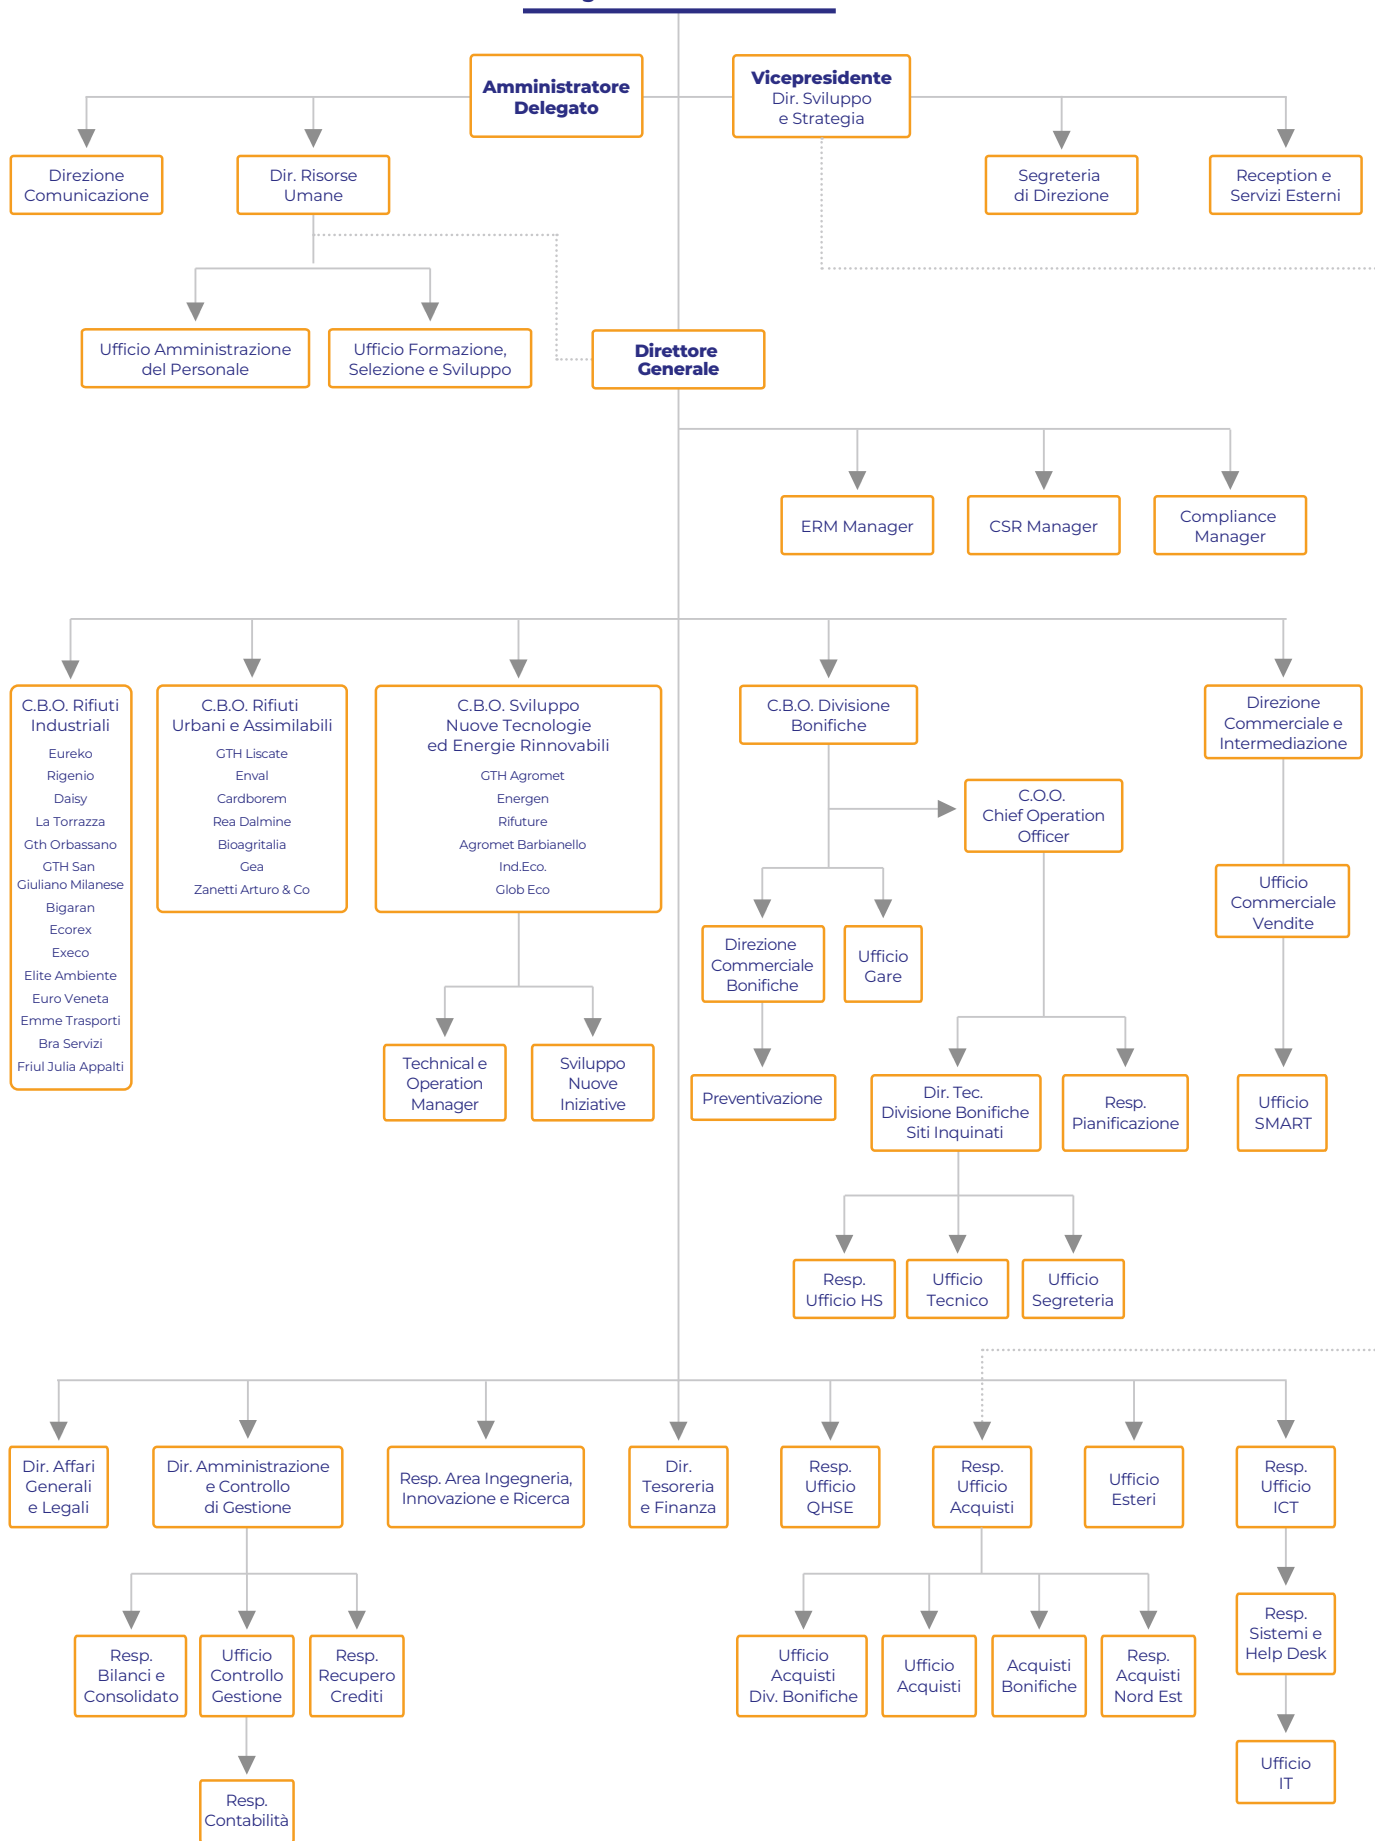 Amministratore
Delegato
Vicepresidente
Dir. Sviluppo
e Strategia
Direzione
Comunicazione
Dir. Risorse
Umane
Segreteria
di Direzione
Reception e
Servizi Esterni
Ufficio Amministrazione
del Personale
Ufficio Formazione,
Selezione e Sviluppo
Direttore
Generale
ERM Manager
CSR Manager
Compliance
Manager
C.B.O. Rifiuti
Industriali
Eureko
Rigenio
Daisy
La Torrazza
Gth Orbassano
GTH San
Giuliano Milanese
Bigaran
Ecorex
Execo
Elite Ambiente
Euro Veneta
Emme Trasporti
Bra Servizi
Friul Julia Appalti
C.B.O. Rifiuti
Urbani e Assimilabili
GTH Liscate
Enval
Cardborem
Rea Dalmine
Bioagritalia
Gea
Zanetti Arturo & Co
C.B.O. Sviluppo
Nuove Tecnologie
ed Energie Rinnovabili
GTH Agromet
Energen
Rifuture
Agromet Barbianello
Ind.Eco.
Glob Eco
Technical e
Operation
Manager
Sviluppo
Nuove
Iniziative
C.B.O. Divisione
Bonifiche
C.O.O.
Chief Operation
Officer
Direzione
Commerciale
Bonifiche
Ufficio
Gare
Preventivazione
Dir. Tec.
Divisione Bonifiche
Siti Inquinati
Resp.
Pianificazione
Resp.
Ufficio HS
Ufficio
Tecnico
Ufficio
Segreteria
Direzione
Commerciale e
Intermediazione
Ufficio
Commerciale
Vendite
Ufficio
SMART
Dir. Affari
Generali
e Legali
Dir. Amministrazione
e Controllo
di Gestione
Resp. Area Ingegneria,
Innovazione e Ricerca
Dir.
Tesoreria
e Finanza
Resp.
Ufficio
QHSE
Resp.
Ufficio
Acquisti
Ufficio
Esteri
Resp.
Ufficio
ICT
Resp.
Bilanci e
Consolidato
Ufficio
Controllo
Gestione
Resp.
Recupero
Crediti
Ufficio
Acquisti
Div. Bonifiche
Ufficio
Acquisti
Acquisti
Bonifiche
Resp.
Acquisti
Nord Est
Resp.
Sistemi e
Help Desk
Ufficio
IT
Resp.
Contabilità